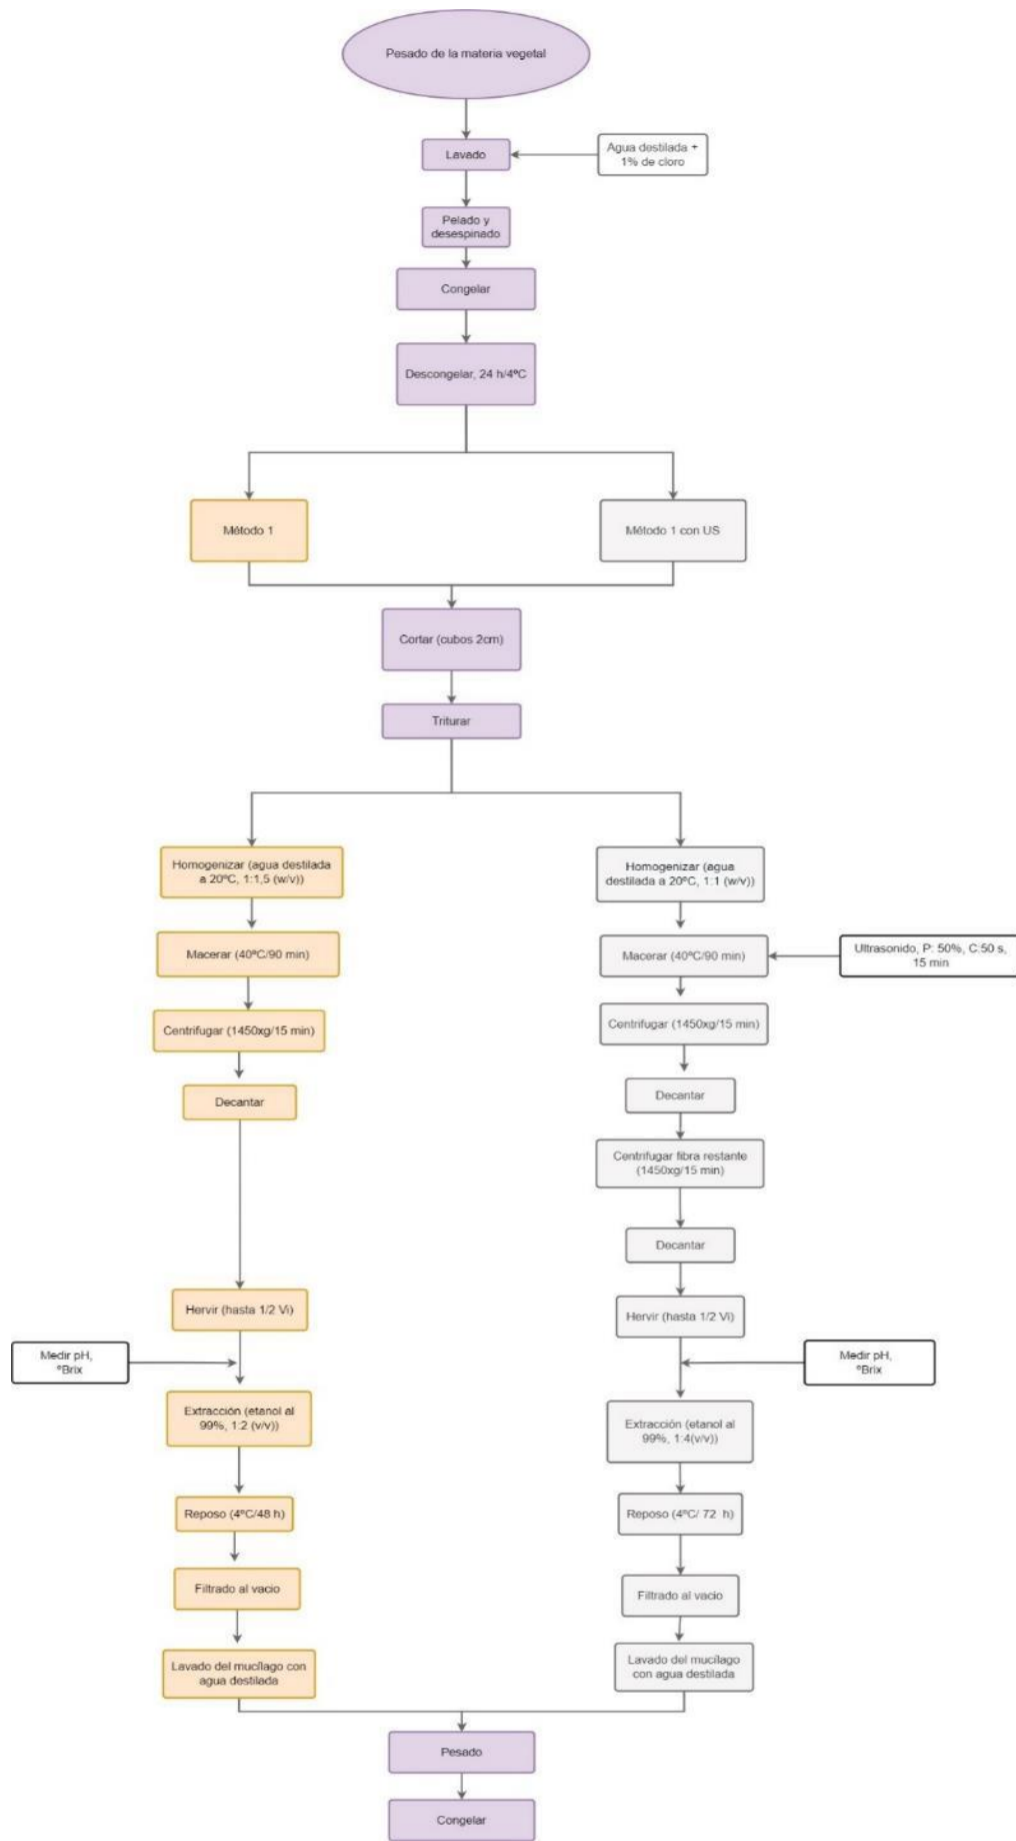 Pesado de la materia vegetal
Lavado
Agua destilada +
1% de cloro
Pelado y
desespinado
Congelar
Descongelar, 24 h/4ºC
Método 1
Método 1 con US
Cortar (cubos 2cm)
Triturar
Homogenizar (agua destilada
a 20ºC, 1:1,5 (w/v))
Homogenizar (agua
destilada a 20ºC, 1:1 (w/v))
Macerar (40ºC/90 min)
Macerar (40ºC/90 min)
Ultrasonido, P: 50%, C:50 s,
15 min
Centrifugar (1450xg/15 min)
Centrifugar (1450xg/15 min)
Decantar
Decantar
Centrifugar fibra restante
(1450xg/15 min)
Decantar
Hervir (hasta 1/2 Vi)
Hervir (hasta 1/2 Vi)
Medir pH,
ºBrix
Medir pH,
ºBrix
Extracción (etanol al
99%, 1:2 (v/v))
Extracción (etanol al
99%, 1:4(v/v))
Reposo (4ºC/48 h)
Reposo (4ºC/ 72 h)
Filtrado al vacio
Filtrado al vacio
Lavado del mucílago con
agua destilada
Lavado del mucílago con
agua destilada
Pesado
Congelar